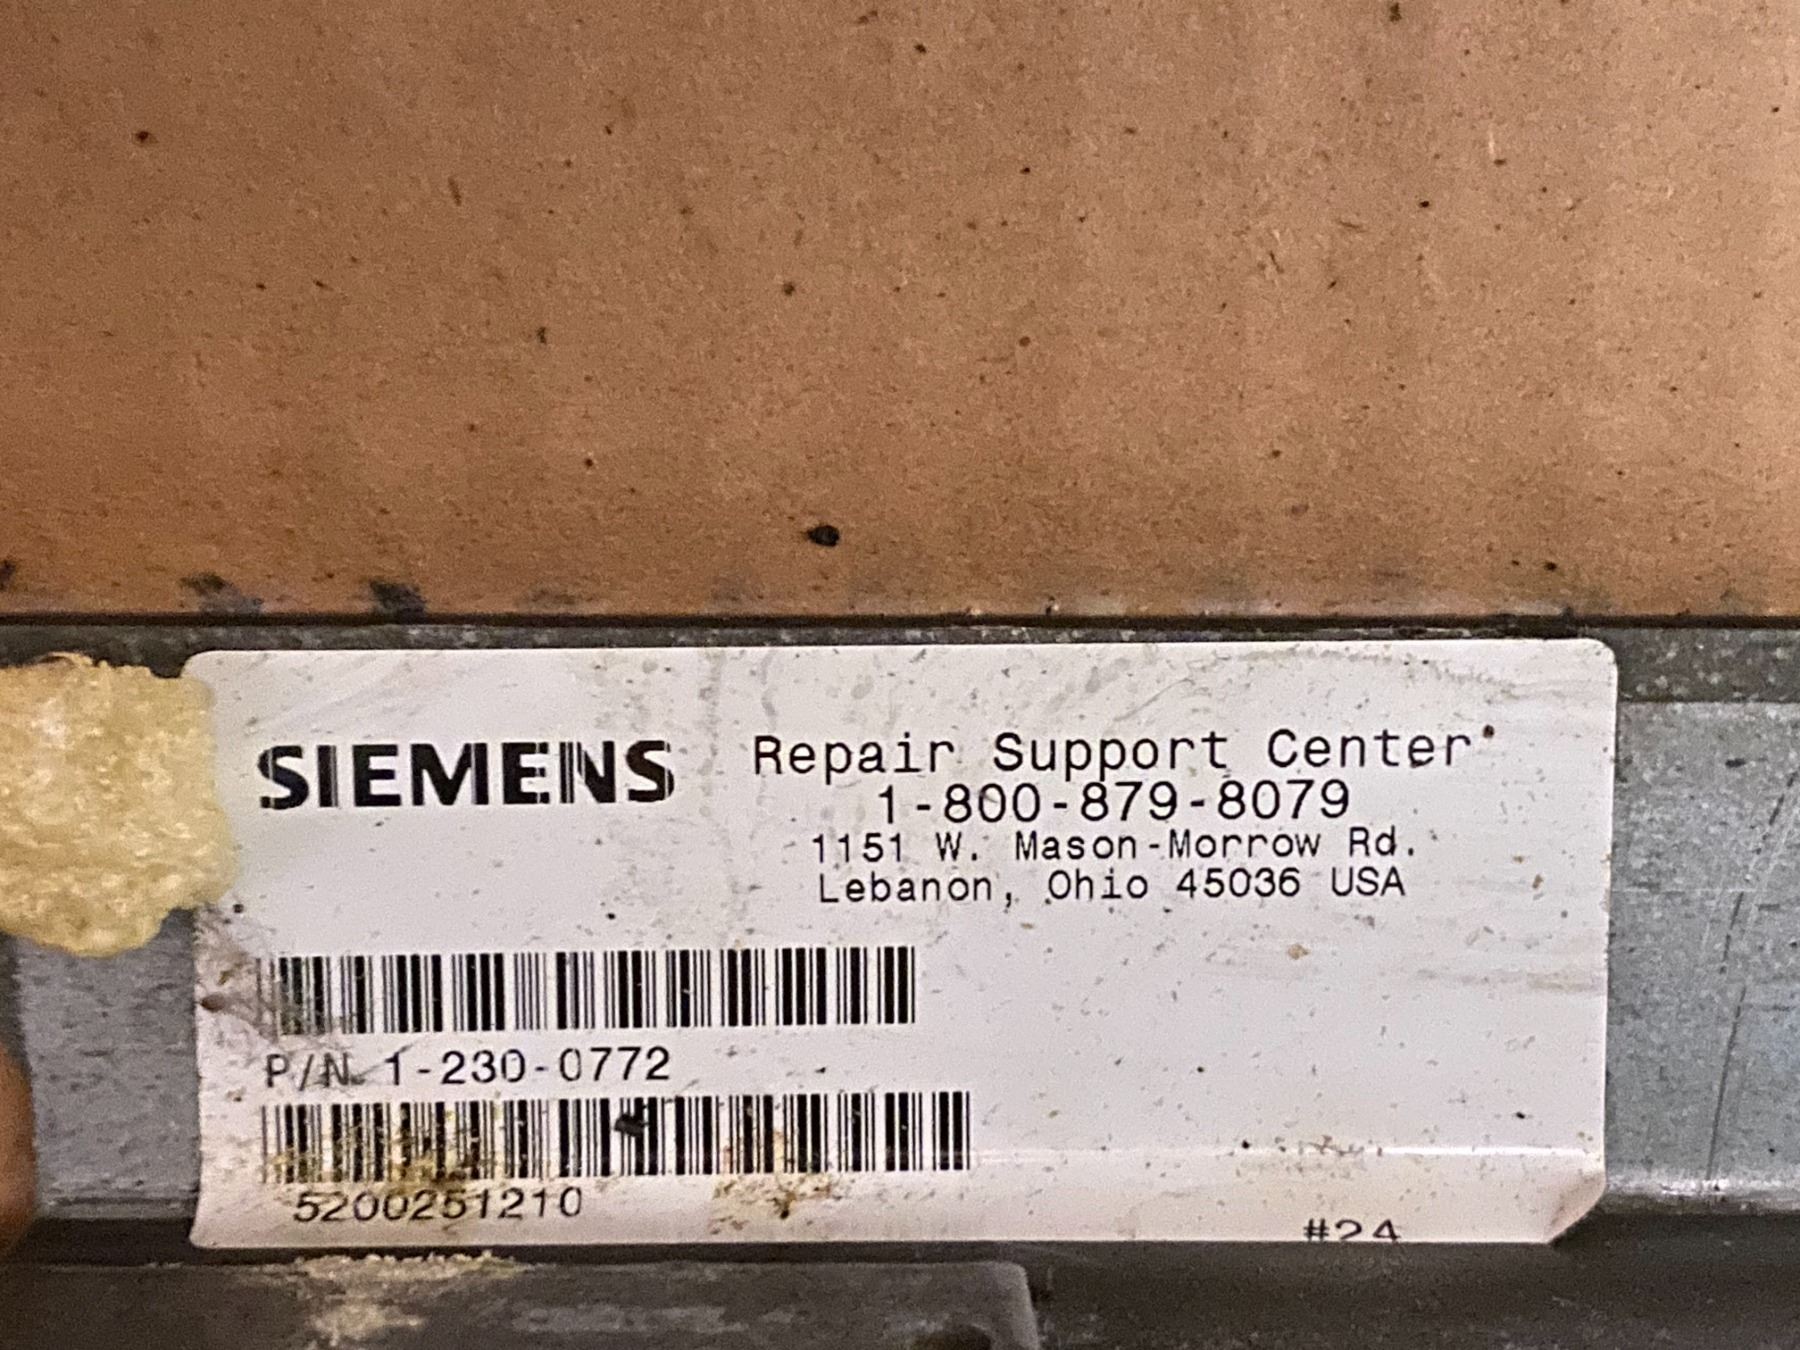 SIEMENS
Repair Support Center
1-800-879-8079
1151 W. Mason-Morrow Rd.
Lebanon, Ohio 45036 USA
P/N 1-230-0772
5200251210
#24